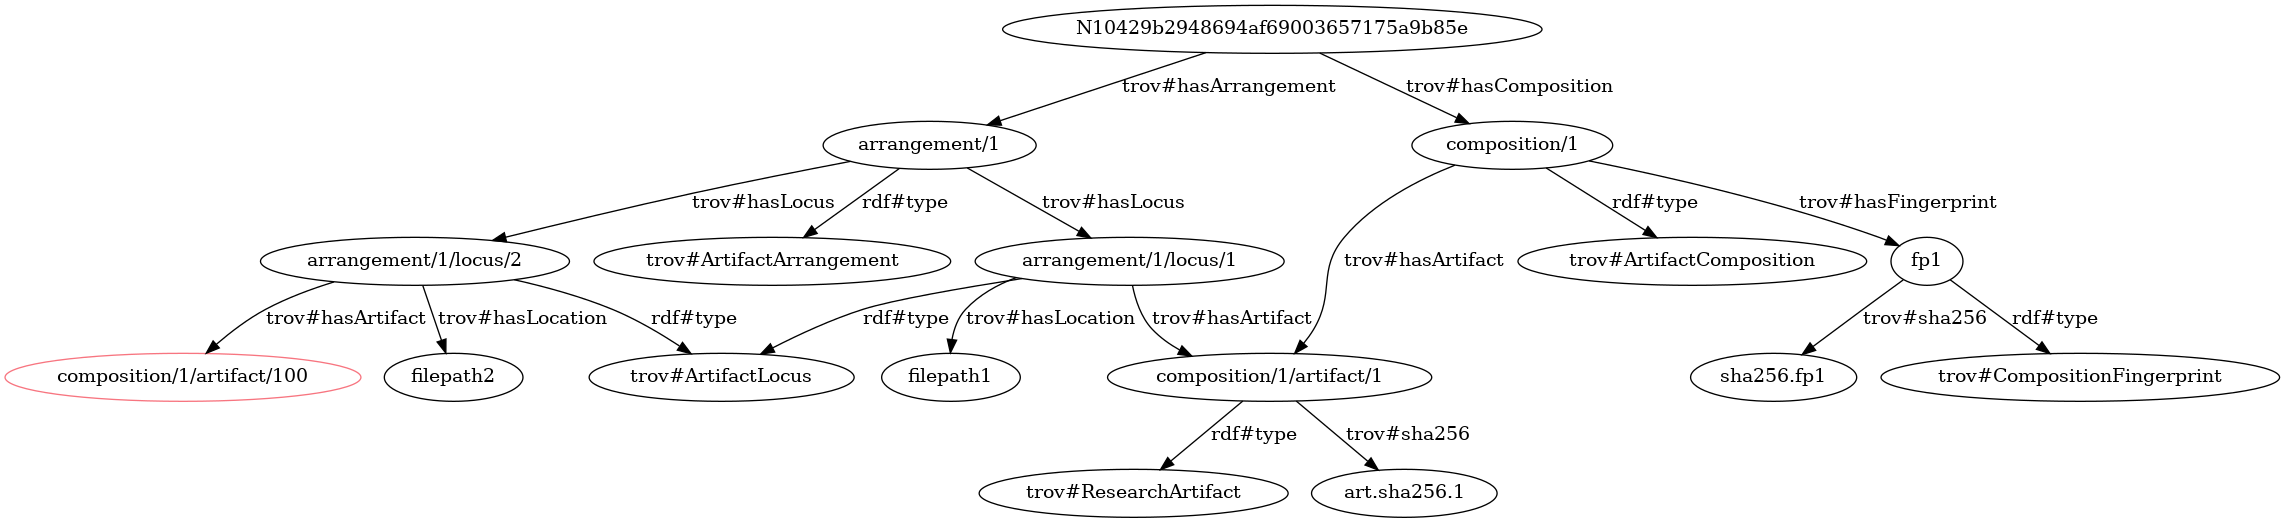 N10429b2948694af69003657175a9b85e
trov#hasArrangement
trov#hasComposition
arrangement/1
composition/1
trov#hasLocus
rdf#type
trov#hasLocus
rdf#type
trov#hasFingerprint
arrangement/1/locus/2
trov#ArtifactArrangement
arrangement/1/locus/1
trov#hasArtifact
trov#ArtifactComposition
fp1
trov#hasArtifact
trov#hasLocation
rdf#type
rdf#type
trov#hasLocation
trov#hasArtifact
trov#sha256
rdf#type
composition/1/artifact/100
filepath2
trov#ArtifactLocus
filepath1
composition/1/artifact/1
sha256.fp1
trov#CompositionFingerprint
rdf#type
trov#sha256
trov#ResearchArtifact
art.sha256.1